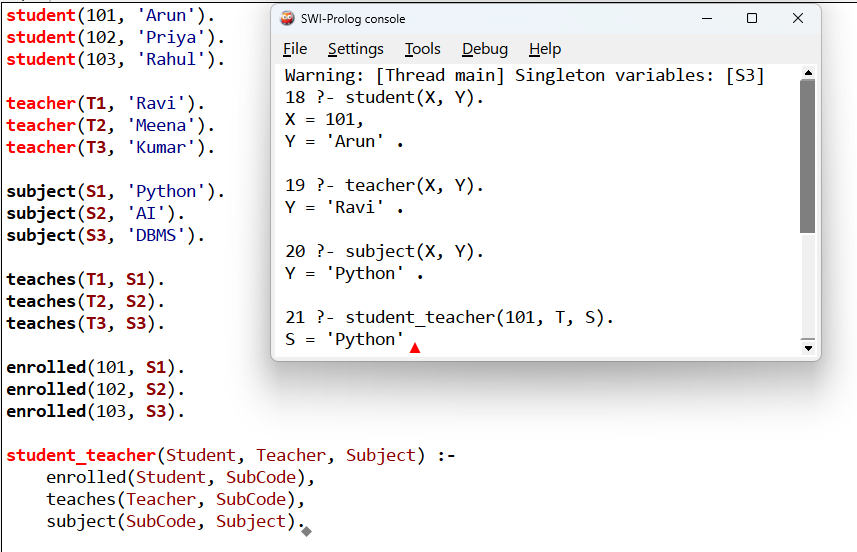 student(101, 'Arun').
student(102, 'Priya').
student(103, 'Rahul').

teacher(T1, 'Ravi').
teacher(T2, 'Meena').
teacher(T3, 'Kumar').

subject(S1, 'Python').
subject(S2, 'AI').
subject(S3, 'DBMS').

teaches(T1, S1).
teaches(T2, S2).
teaches(T3, S3).

enrolled(101, S1).
enrolled(102, S2).
enrolled(103, S3).

student_teacher(Student, Teacher, Subject) :-
    enrolled(Student, SubCode),
    teaches(Teacher, SubCode),
    subject(SubCode, Subject).

SWI-Prolog console
File Settings Tools Debug Help
Warning: [Thread main] Singleton variables: [S3]
18 ?- student(X, Y).
X = 101,
Y = 'Arun' .

19 ?- teacher(X, Y).
Y = 'Ravi' .

20 ?- subject(X, Y).
Y = 'Python' .

21 ?- student_teacher(101, T, S).
S = 'Python'